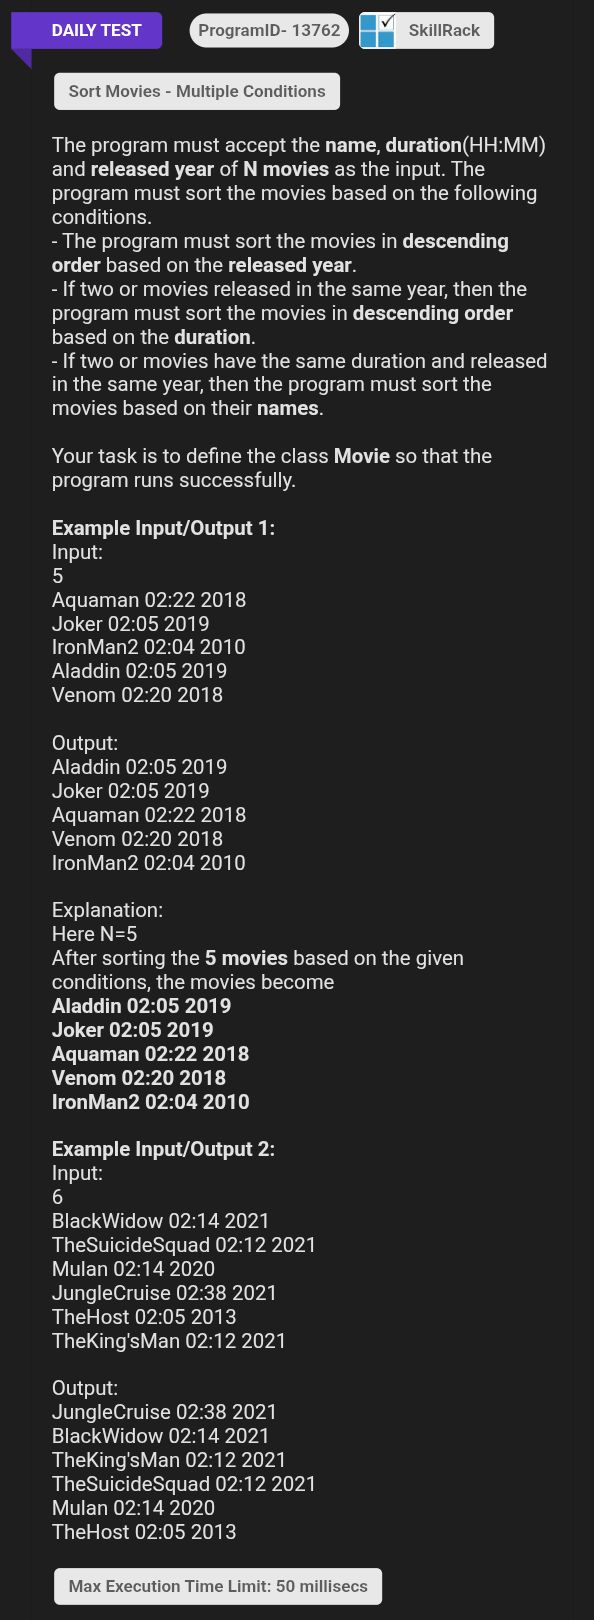 DAILY TEST
ProgramID- 13762
SkillRack
Sort Movies - Multiple Conditions
The program must accept the name, duration(HH:MM)
and released year of N movies as the input. The
program must sort the movies based on the following
conditions.
- The program must sort the movies in descending
order based on the released year.
- If two or movies released in the same year, then the
program must sort the movies in descending order
based on the duration.
- If two or movies have the same duration and released
in the same year, then the program must sort the
movies based on their names.
Your task is to define the class Movie so that the
program runs successfully.
Example Input/Output 1:
Input:
5
Aquaman 02:22 2018
Joker 02:05 2019
IronMan2 02:04 2010
Aladdin 02:05 2019
Venom 02:20 2018
Output:
Aladdin 02:05 2019
Joker 02:05 2019
Aquaman 02:22 2018
Venom 02:20 2018
IronMan2 02:04 2010
Explanation:
Here N=5
After sorting the 5 movies based on the given
conditions, the movies become
Aladdin 02:05 2019
Joker 02:05 2019
Aquaman 02:22 2018
Venom 02:20 2018
IronMan2 02:04 2010
Example Input/Output 2:
Input:
6
BlackWidow 02:14 2021
TheSuicideSquad 02:12 2021
Mulan 02:14 2020
JungleCruise 02:38 2021
TheHost 02:05 2013
TheKing'sMan 02:12 2021
Output:
JungleCruise 02:38 2021
BlackWidow 02:14 2021
TheKing'sMan 02:12 2021
TheSuicideSquad 02:12 2021
Mulan 02:14 2020
TheHost 02:05 2013
Max Execution Time Limit: 50 millisecs